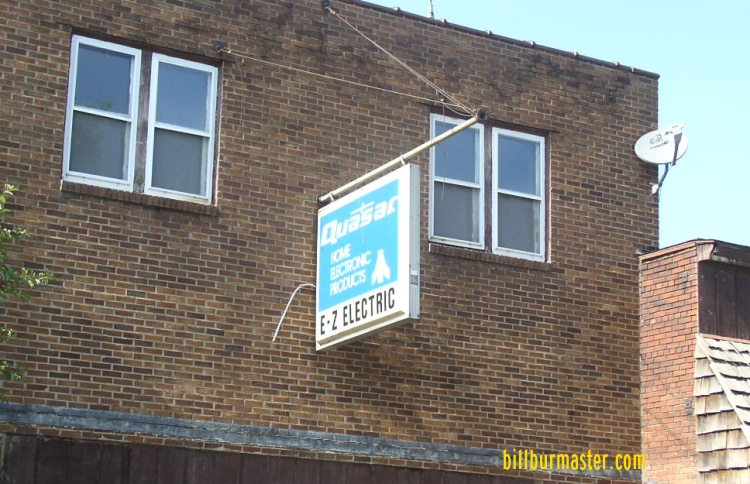 Quasar
HOME
ELECTRONIC
PRODUCTS
E-Z ELECTRIC
billburmaster.com